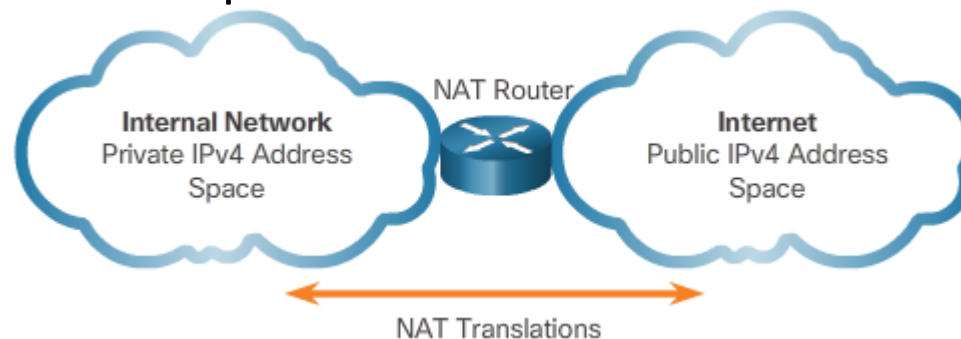 NAT Router
Internal Network
Private IPv4 Address
Space
Internet
Public IPv4 Address
Space
NAT Translations